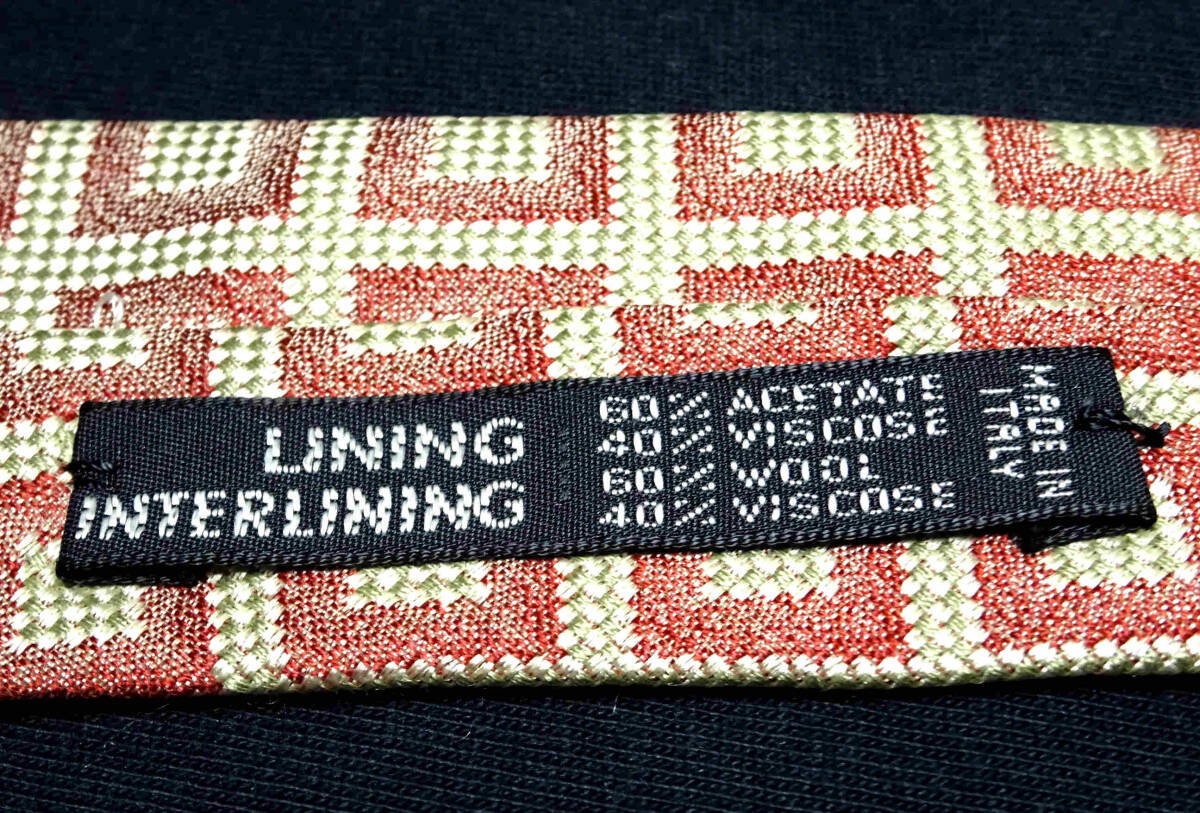 LINING 60% ACETATE
40% VISCOSE
INTERLINING 60% WOOL
40% VISCOSE
MADE IN
ITALY